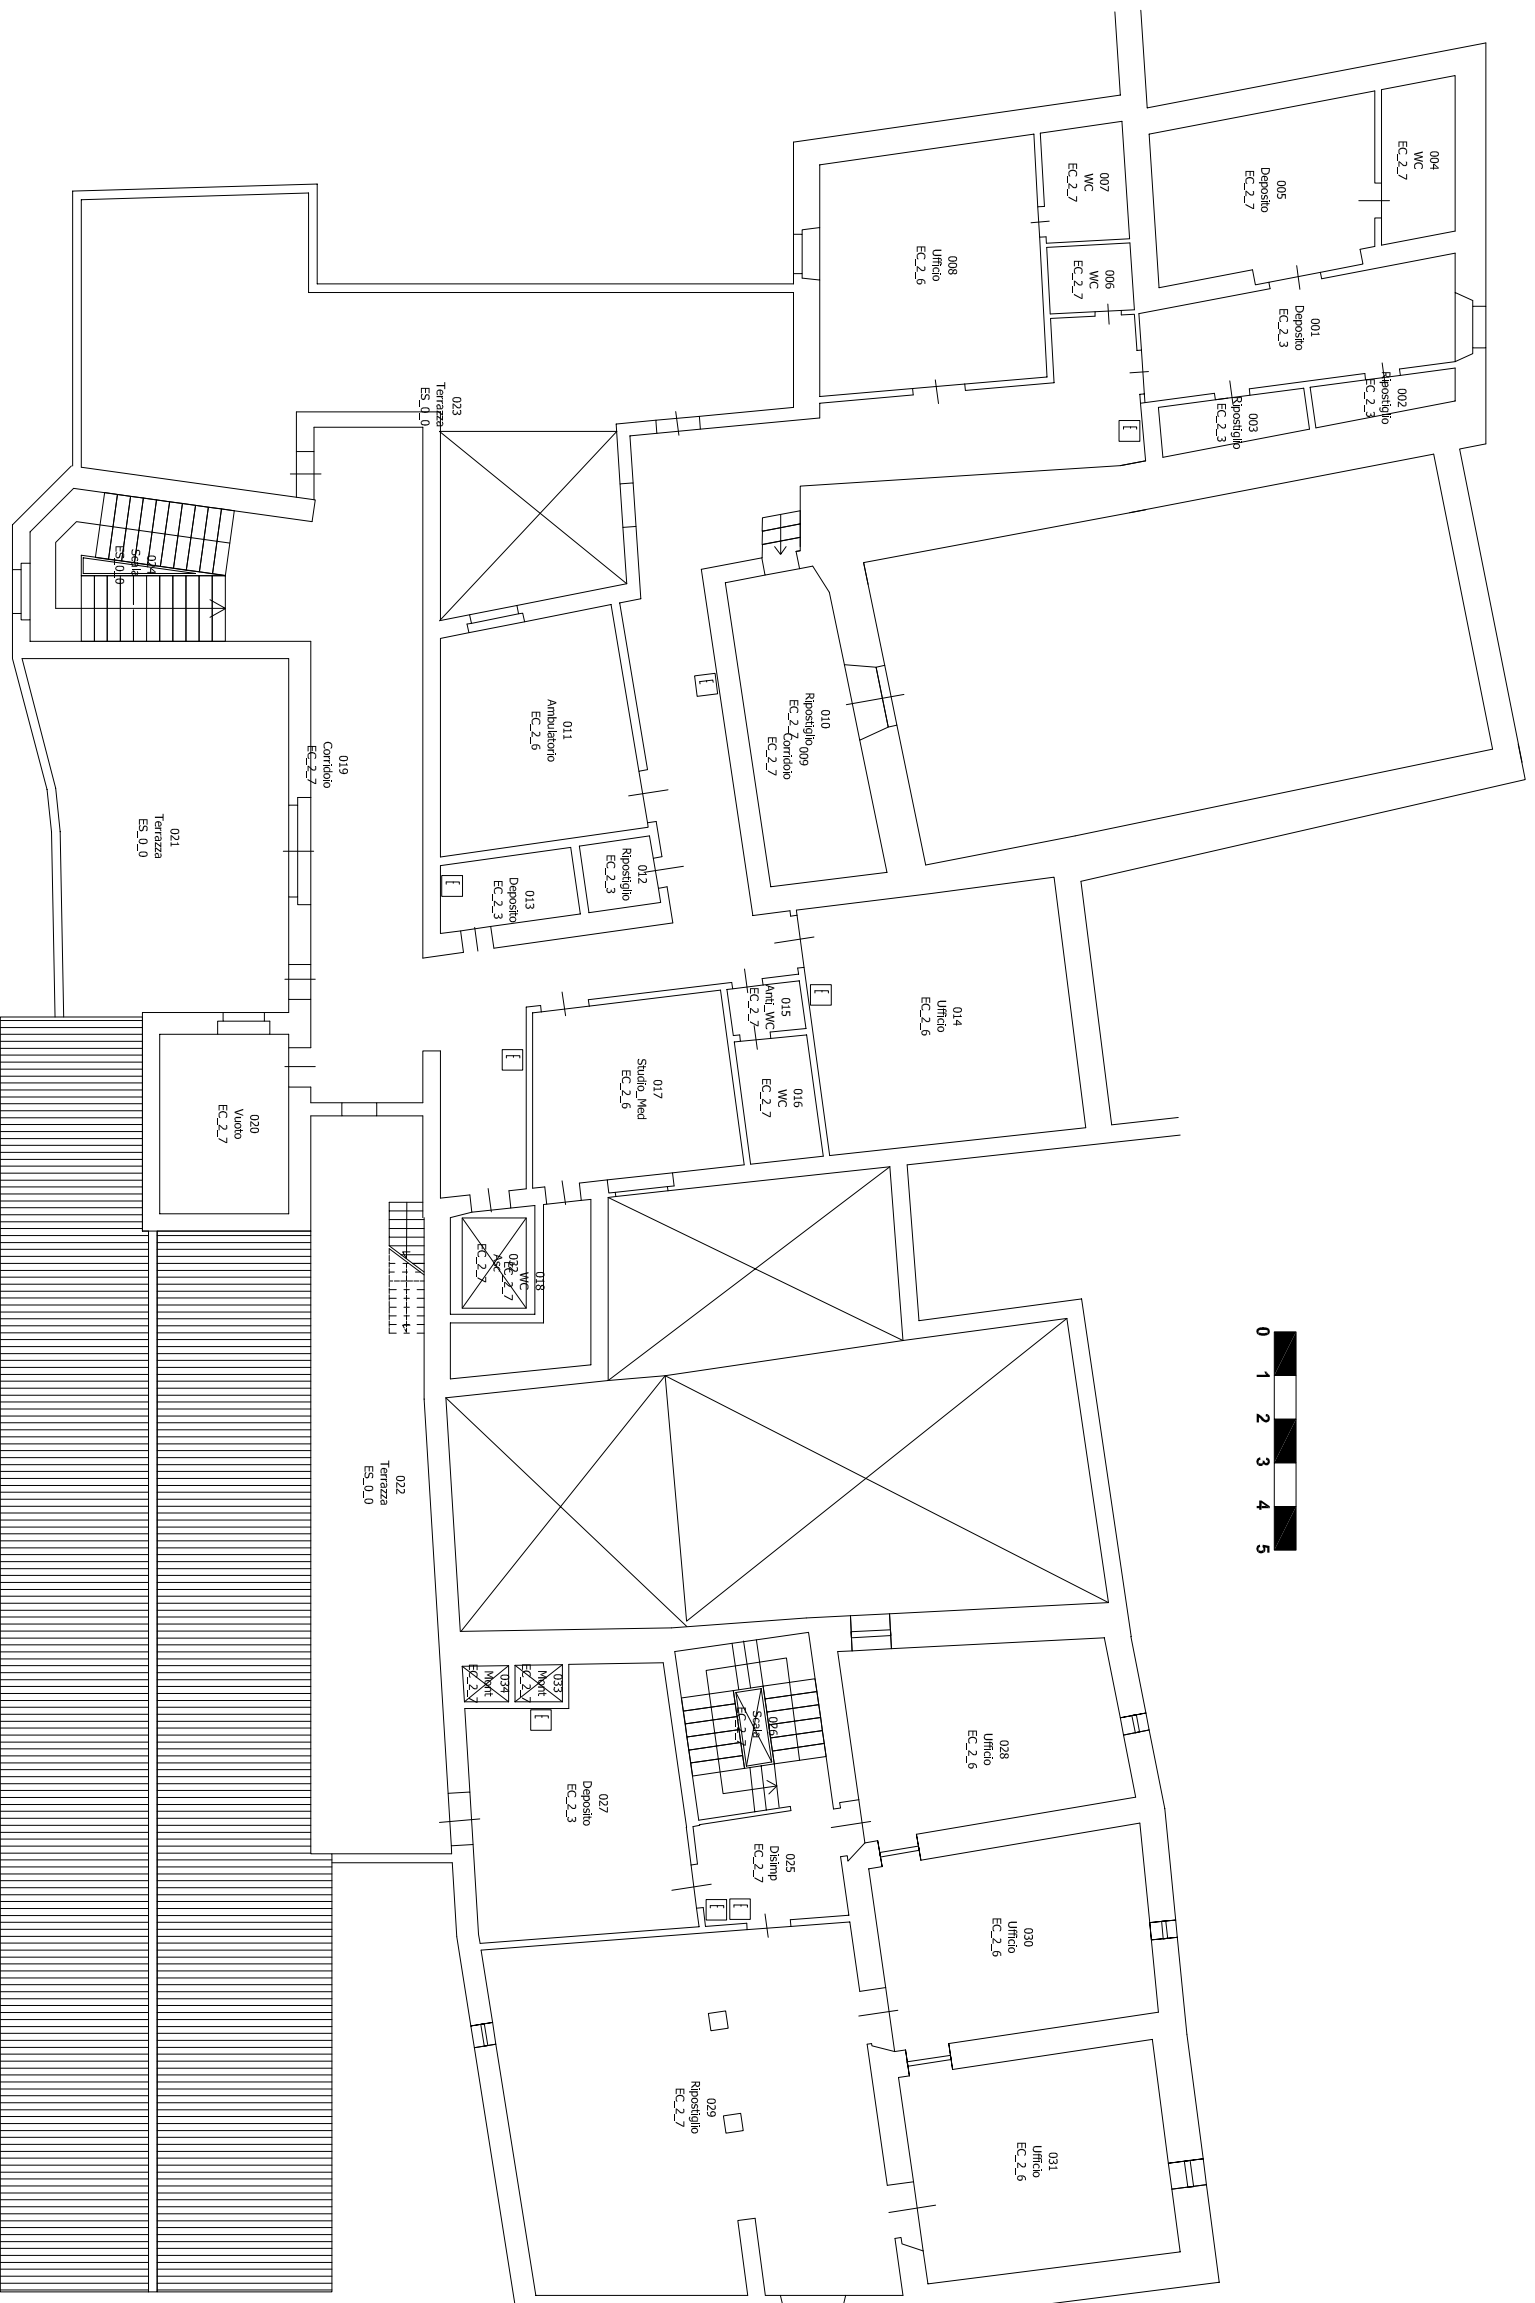 004
WC
EC_2_7
005
Deposito
EC_2_7
007
WC
EC_2_7
006
WC
EC_2_7
008
Ufficio
EC_2_6
001
Deposito
EC_2_3
002
Ripostiglio
EC_2_3
003
Ripostiglio
EC_2_3
023
Terrazza
ES_0_0
024
Scala
ES_0_0
010
Ripostiglio
EC_2_7
009
Corridoio
EC_2_7
011
Ambulatorio
EC_2_6
019
Corridoio
EC_2_7
021
Terrazza
ES_0_0
012
Ripostiglio
EC_2_3
013
Deposito
EC_2_3
014
Ufficio
EC_2_6
015
Anti_WC
EC_2_7
016
WC
EC_2_7
017
Studio_Med
EC_2_6
020
Vuoto
EC_2_7
018
WC
EC_2_7
Asc
EC_2_7
022
Terrazza
ES_0_0
0
1
2
3
4
5
033
Mont
EC_2_7
034
Mont
EC_2_7
026
Scala
028
Ufficio
EC_2_6
027
Deposito
EC_2_3
025
Disimp
EC_2_7
030
Ufficio
EC_2_6
029
Ripostiglio
EC_2_7
031
Ufficio
EC_2_6